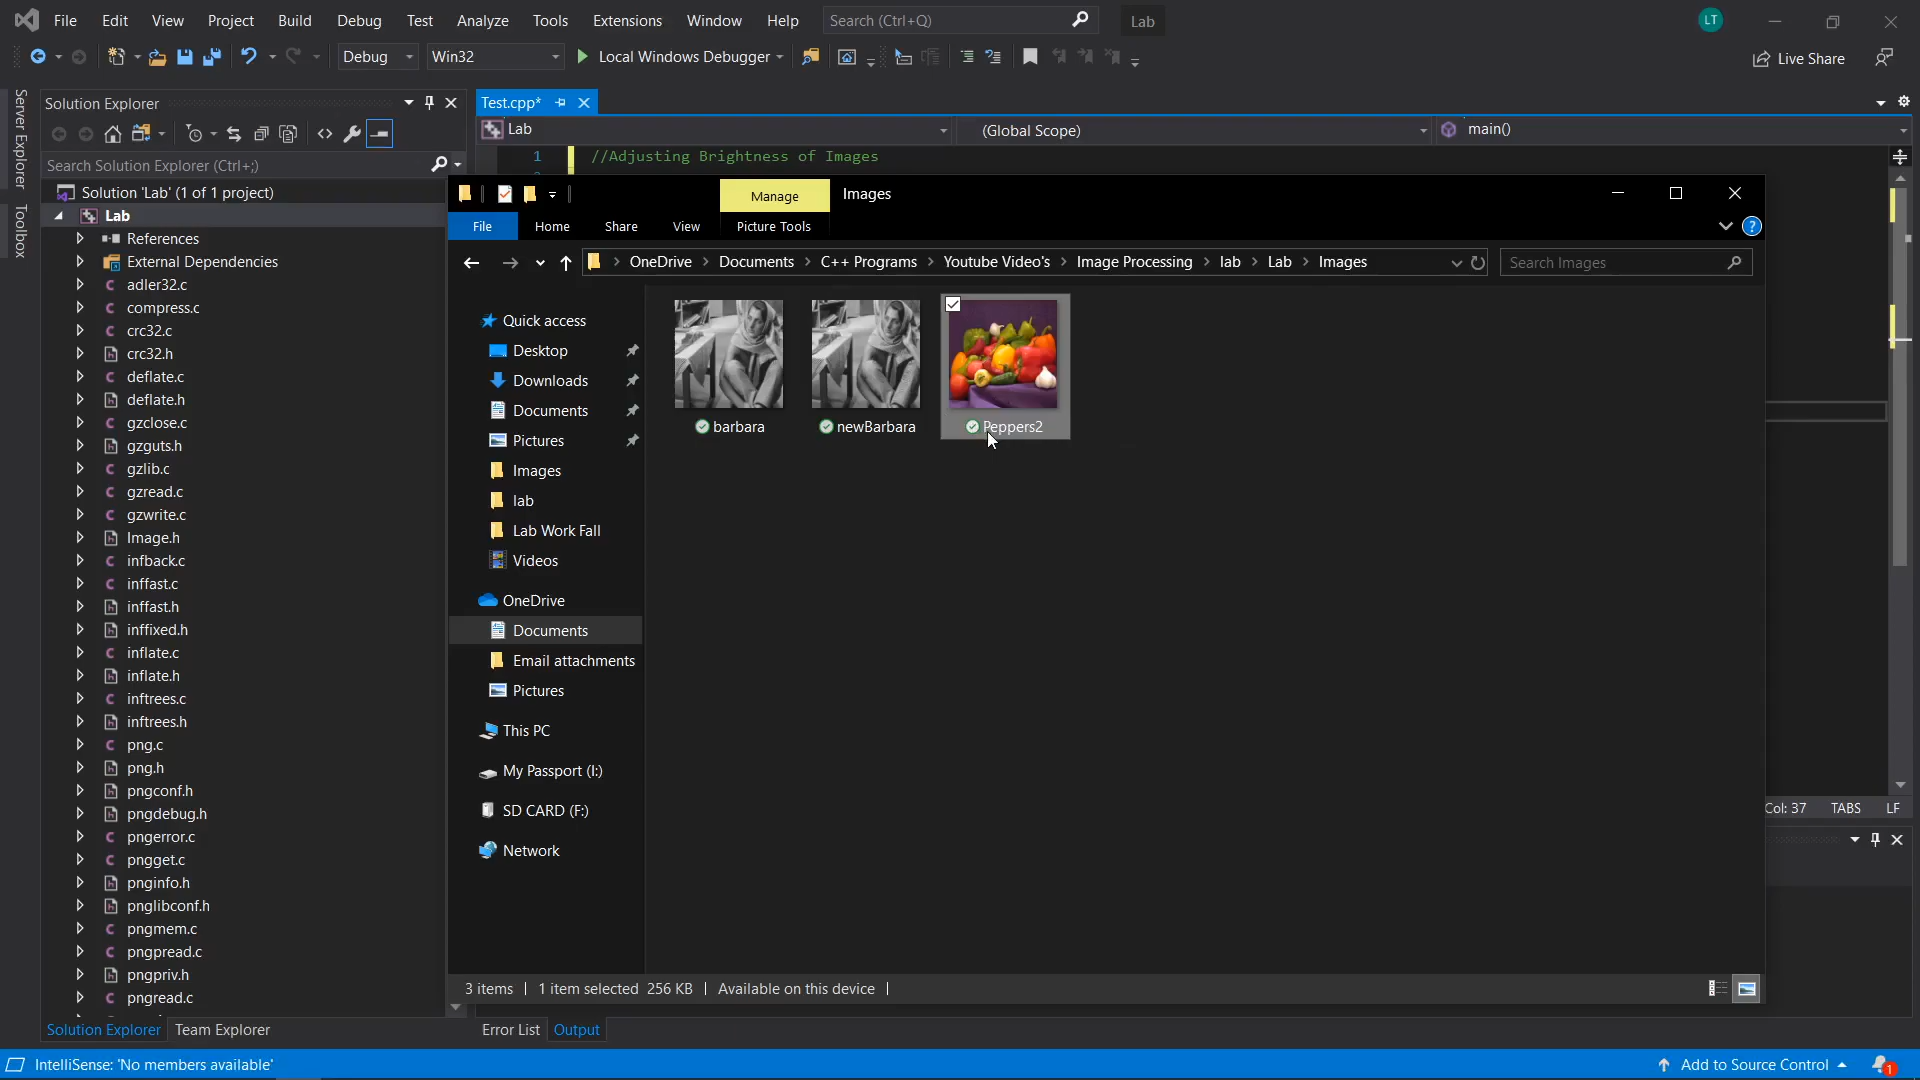 File Edit View Project Build Debug Test Analyze Tools Extensions Window Help Search (Ctrl+Q) Lab LT
Debug Win32 Local Windows Debugger Live Share
Server Explorer
Toolbox
Solution Explorer
Search Solution Explorer (Ctrl+;)
Solution 'Lab' (1 of 1 project)
Lab
References
External Dependencies
adler32.c
compress.c
crc32.c
crc32.h
deflate.c
deflate.h
gzclose.c
gzguts.h
gzlib.c
gzread.c
gzwrite.c
Image.h
infback.c
inffast.c
inffast.h
inffixed.h
inflate.c
inflate.h
inftrees.c
inftrees.h
png.c
png.h
pngconf.h
pngdebug.h
pngerror.c
pngget.c
pnginfo.h
pnglibconf.h
pngmem.c
pngpread.c
pngpriv.h
pngread.c
Solution Explorer Team Explorer
Test.cpp*
Lab (Global Scope) main()
1 //Adjusting Brightness of Images
Manage Images
File Home Share View Picture Tools
OneDrive Documents C++ Programs Youtube Video's Image Processing lab Lab Images Search Images
Quick access
Desktop
Downloads
Documents
Pictures
Images
lab
Lab Work Fall
Videos
OneDrive
Documents
Email attachments
Pictures
This PC
My Passport (I:)
SD CARD (F:)
Network
barbara newBarbara Peppers2
3 items 1 item selected 256 KB Available on this device
Col: 37 TABS LF
Error List Output
IntelliSense: 'No members available' Add to Source Control 1